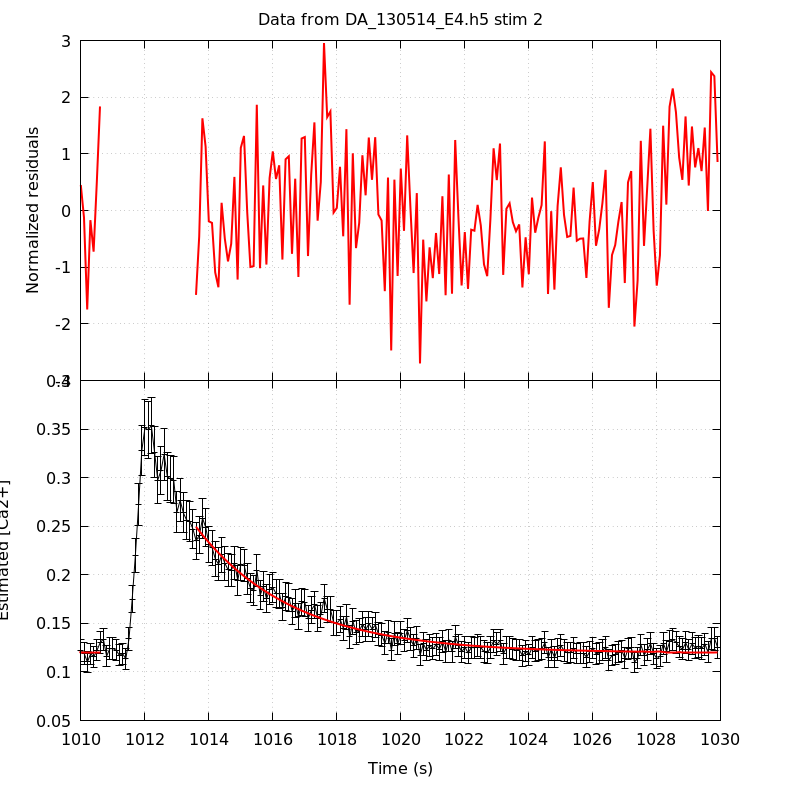 Data from DA_130514_E4.h5 stim 2
Normalized residuals
3
2
1
0
-1
-2
Estimated [Ca2+]
0.35
0.3
0.25
0.2
0.15
0.1
0.05
1010 1012 1014 1016 1018 1020 1022 1024 1026 1028 1030
Time (s)